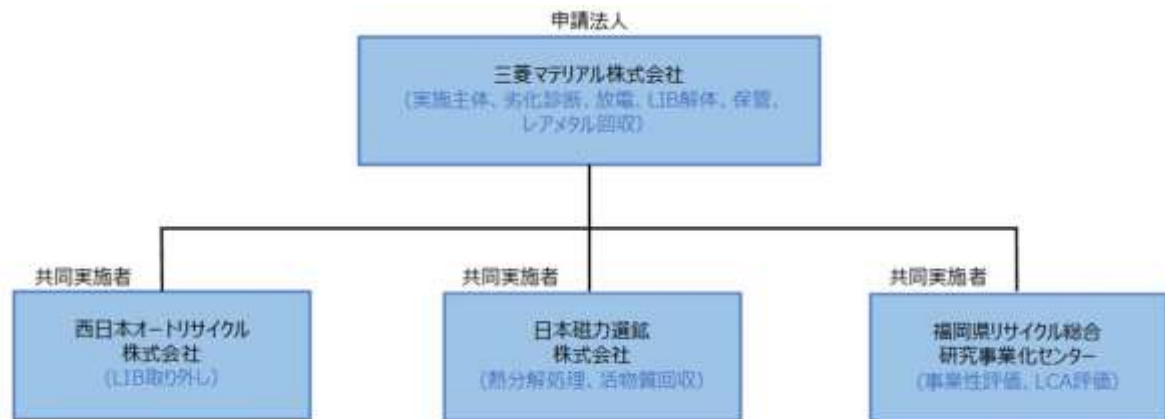 申請法人
三菱マテリアル株式会社
(実施主体、劣化診断、放電、LIB解体、保管、
レアメタル回収)
共同実施者
西日本オートリサイクル
株式会社
(LIB取り外し)
共同実施者
日本磁力選鉱
株式会社
(熱分解処理、活物質回収)
共同実施者
福岡県リサイクル総合
研究事業化センター
(事業性評価、LCA評価)